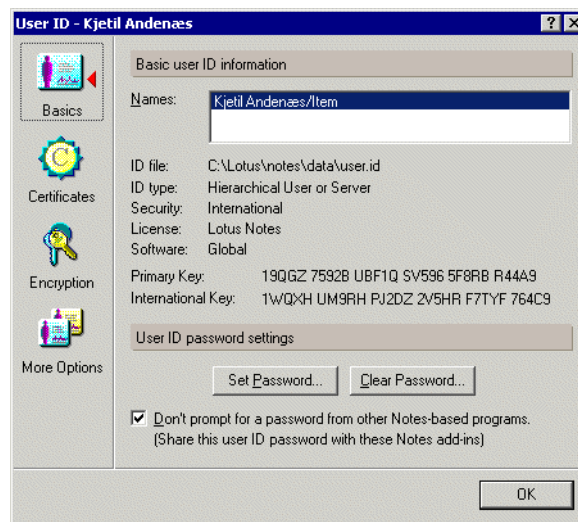 User ID - Kjetil Andenæs
Basics
Certificates
Encryption
More Options
Basic user ID information
Names:
Kjetil Andenæs/Item
ID file: C:\Lotus\notes\data\user.id
ID type: Hierarchical User or Server
Security: International
License: Lotus Notes
Software: Global
Primary Key: 19QGZ 7592B UBF1Q SV596 5F8RB R44A9
International Key: 1WQXH UM9RH PJ2DZ 2V5HR F7TYF 764C9
User ID password settings
Set Password...
Clear Password...
Don't prompt for a password from other Notes-based programs.
(Share this user ID password with these Notes add-ins)
OK